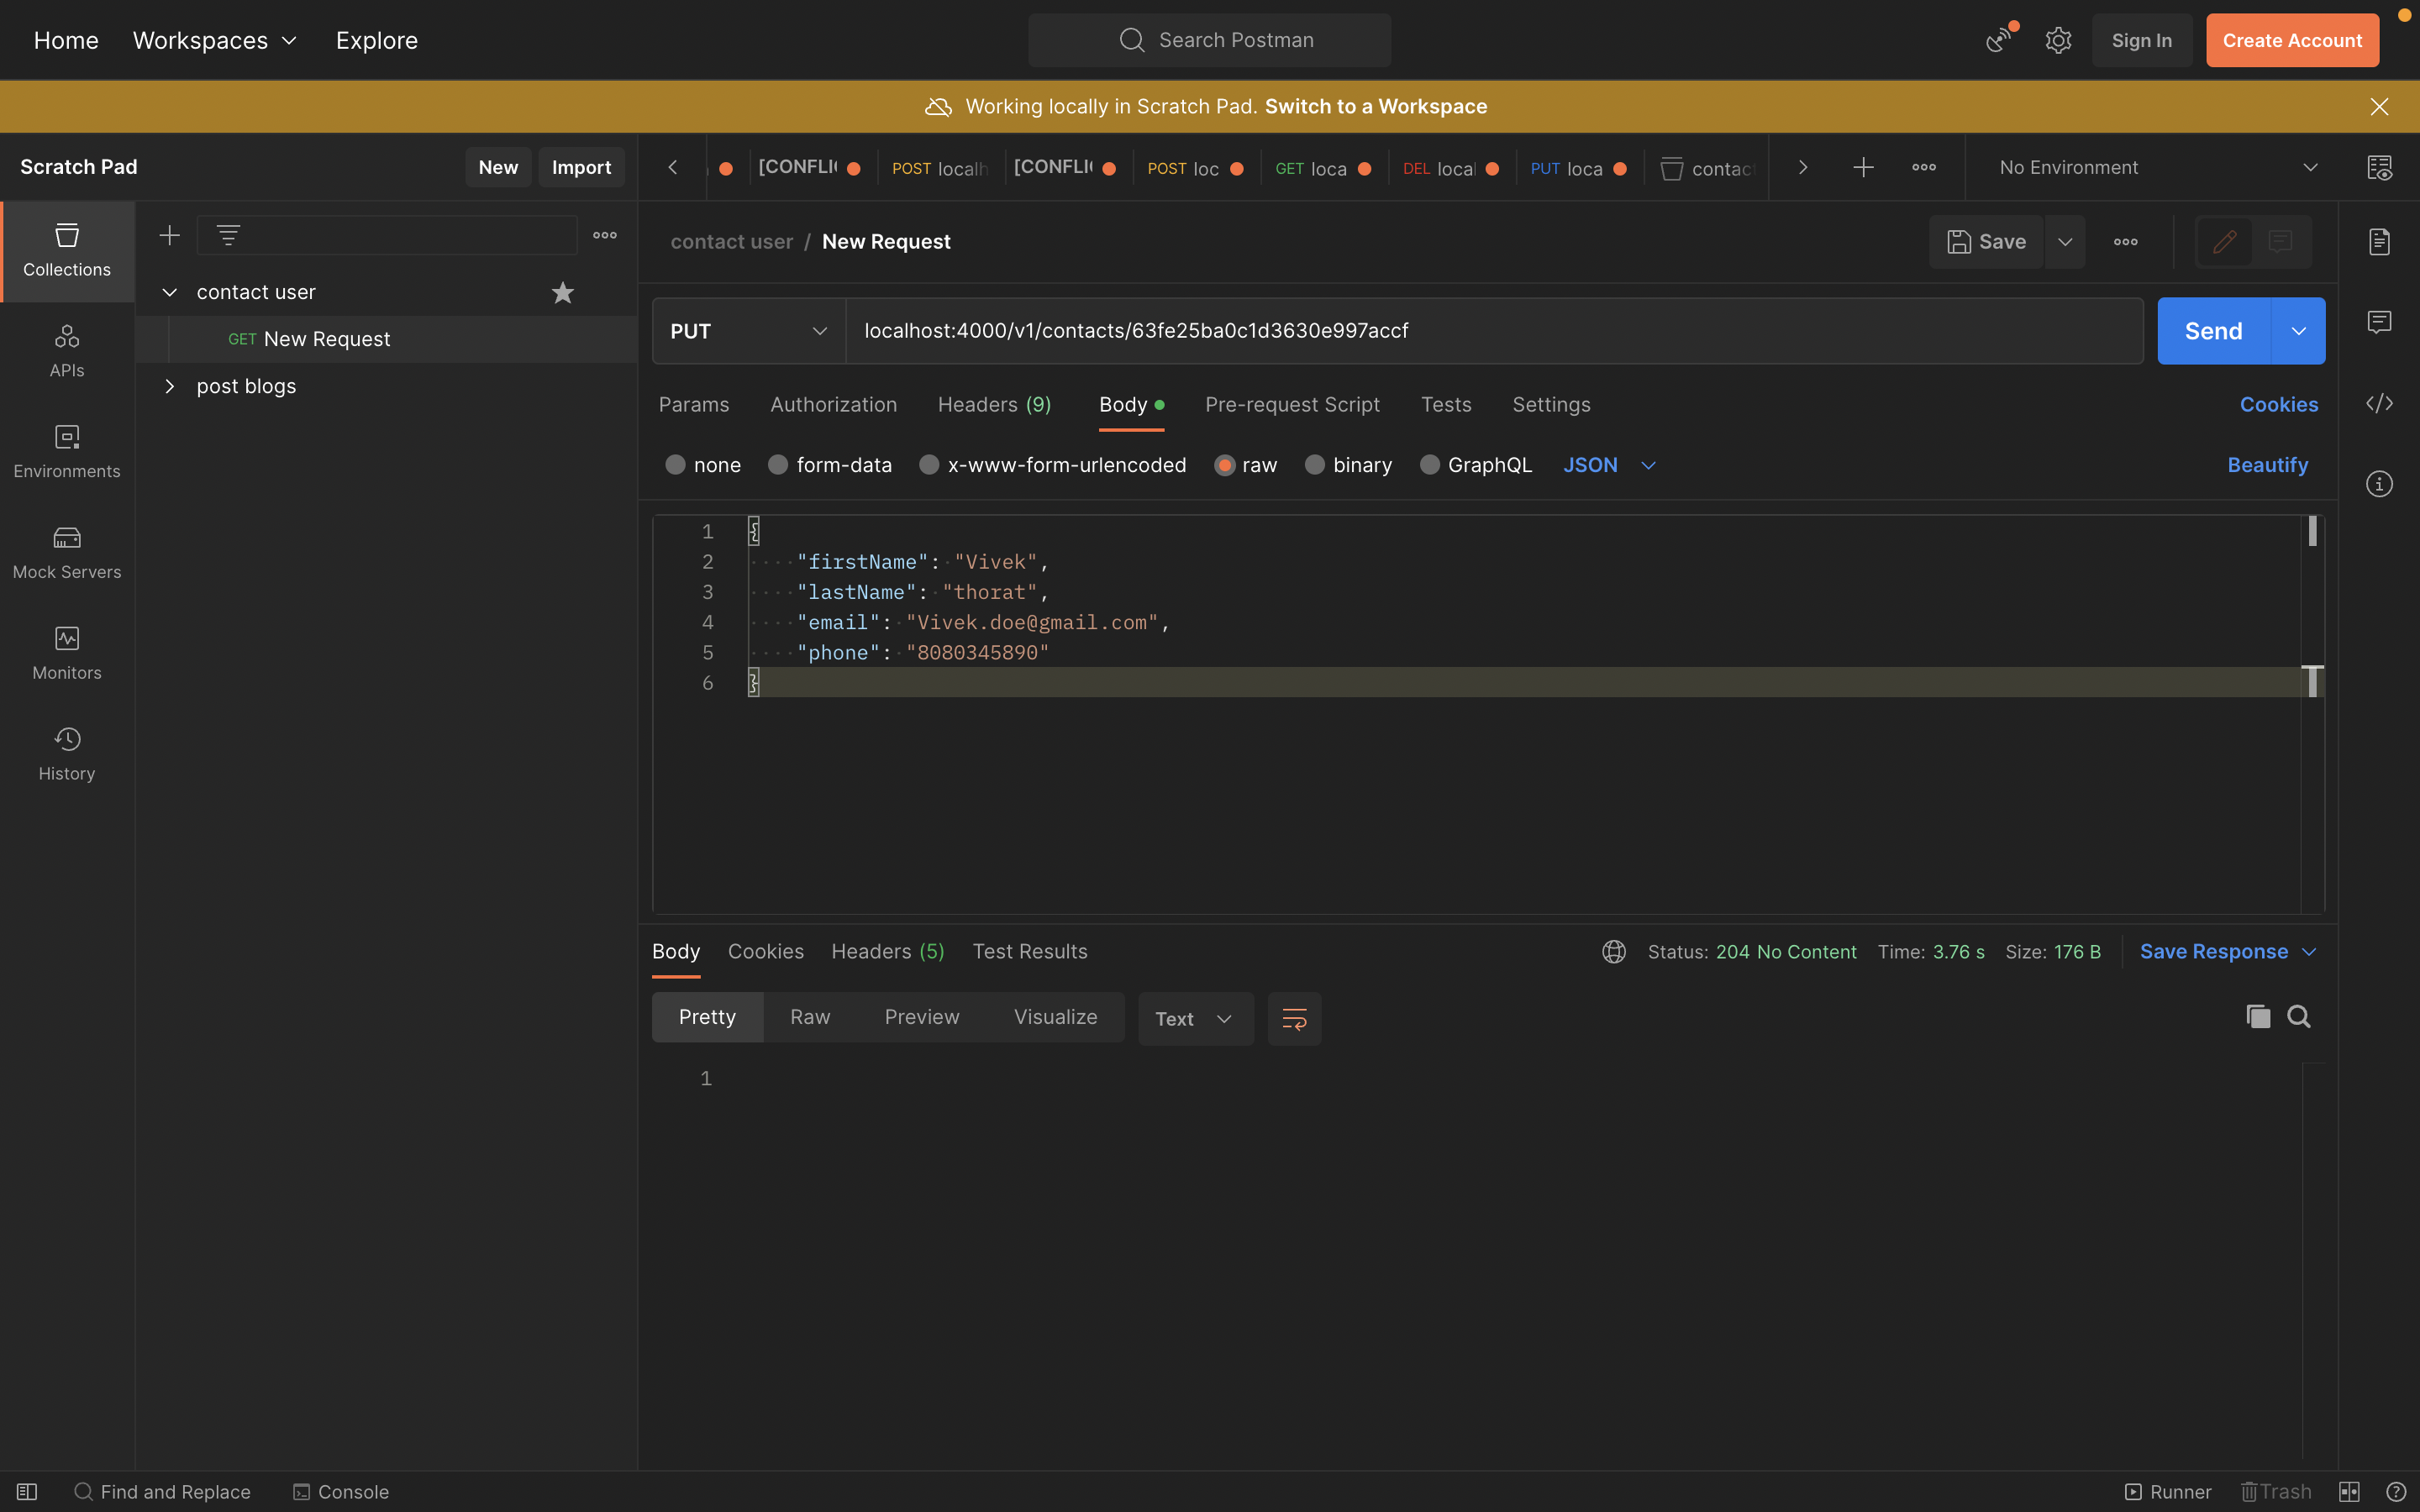 Home Workspaces Explore Search Postman Sign In Create Account
Working locally in Scratch Pad. Switch to a Workspace
Scratch Pad New Import
[CONFLI POST localh [CONFLI POST loc GET loca DEL local PUT loca contac No Environment
Collections
APIs
Environments
Mock Servers
Monitors
History
contact user
GET New Request
post blogs
contact user / New Request Save
PUT localhost:4000/v1/contacts/63fe25ba0c1d3630e997accf Send
Params Authorization Headers (9) Body Pre-request Script Tests Settings Cookies
none form-data x-www-form-urlencoded raw binary GraphQL JSON Beautify
1 {
2 "firstName": "Vivek",
3 "lastName": "thorat",
4 "email": "Vivek.doe@gmail.com",
5 "phone": "8080345890"
6 }
Body Cookies Headers (5) Test Results Status: 204 No Content Time: 3.76 s Size: 176 B Save Response
Pretty Raw Preview Visualize Text
1
Find and Replace Console Runner Trash